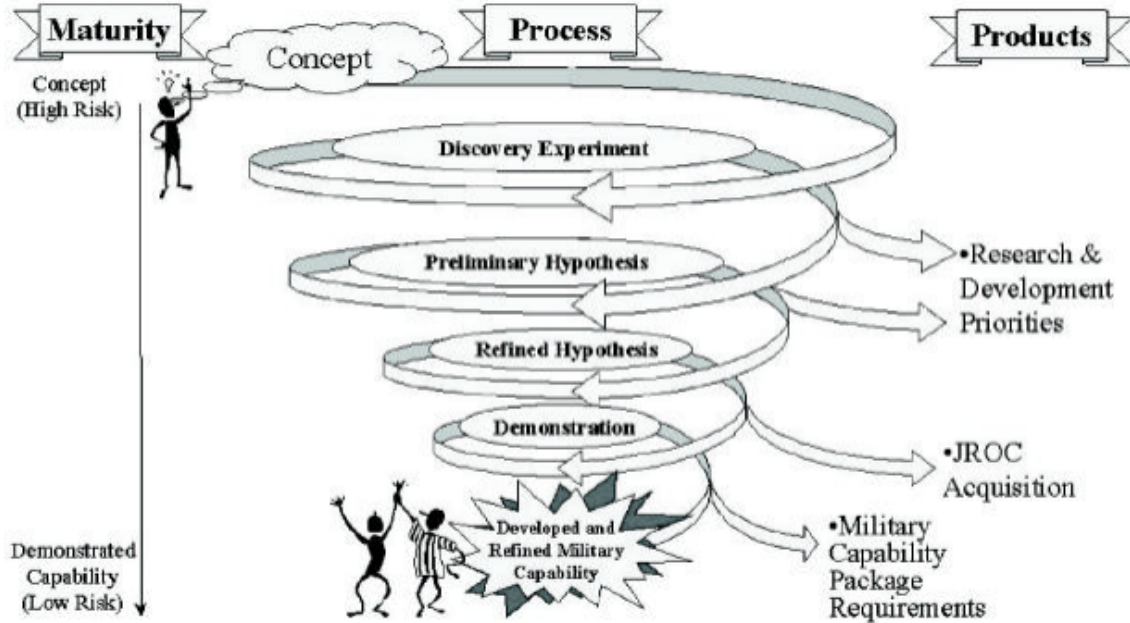 Maturity
Process
Products
Concept
(High Risk)
Concept
Discovery Experiment
•Research &
Development
Priorities
Preliminary Hypothesis
Refined Hypothesis
Demonstration
•JROC
Acquisition
Developed and
Refined Military
Capability
•Military
Capability
Package
Requirements
Demonstrated
Capability
(Low Risk)